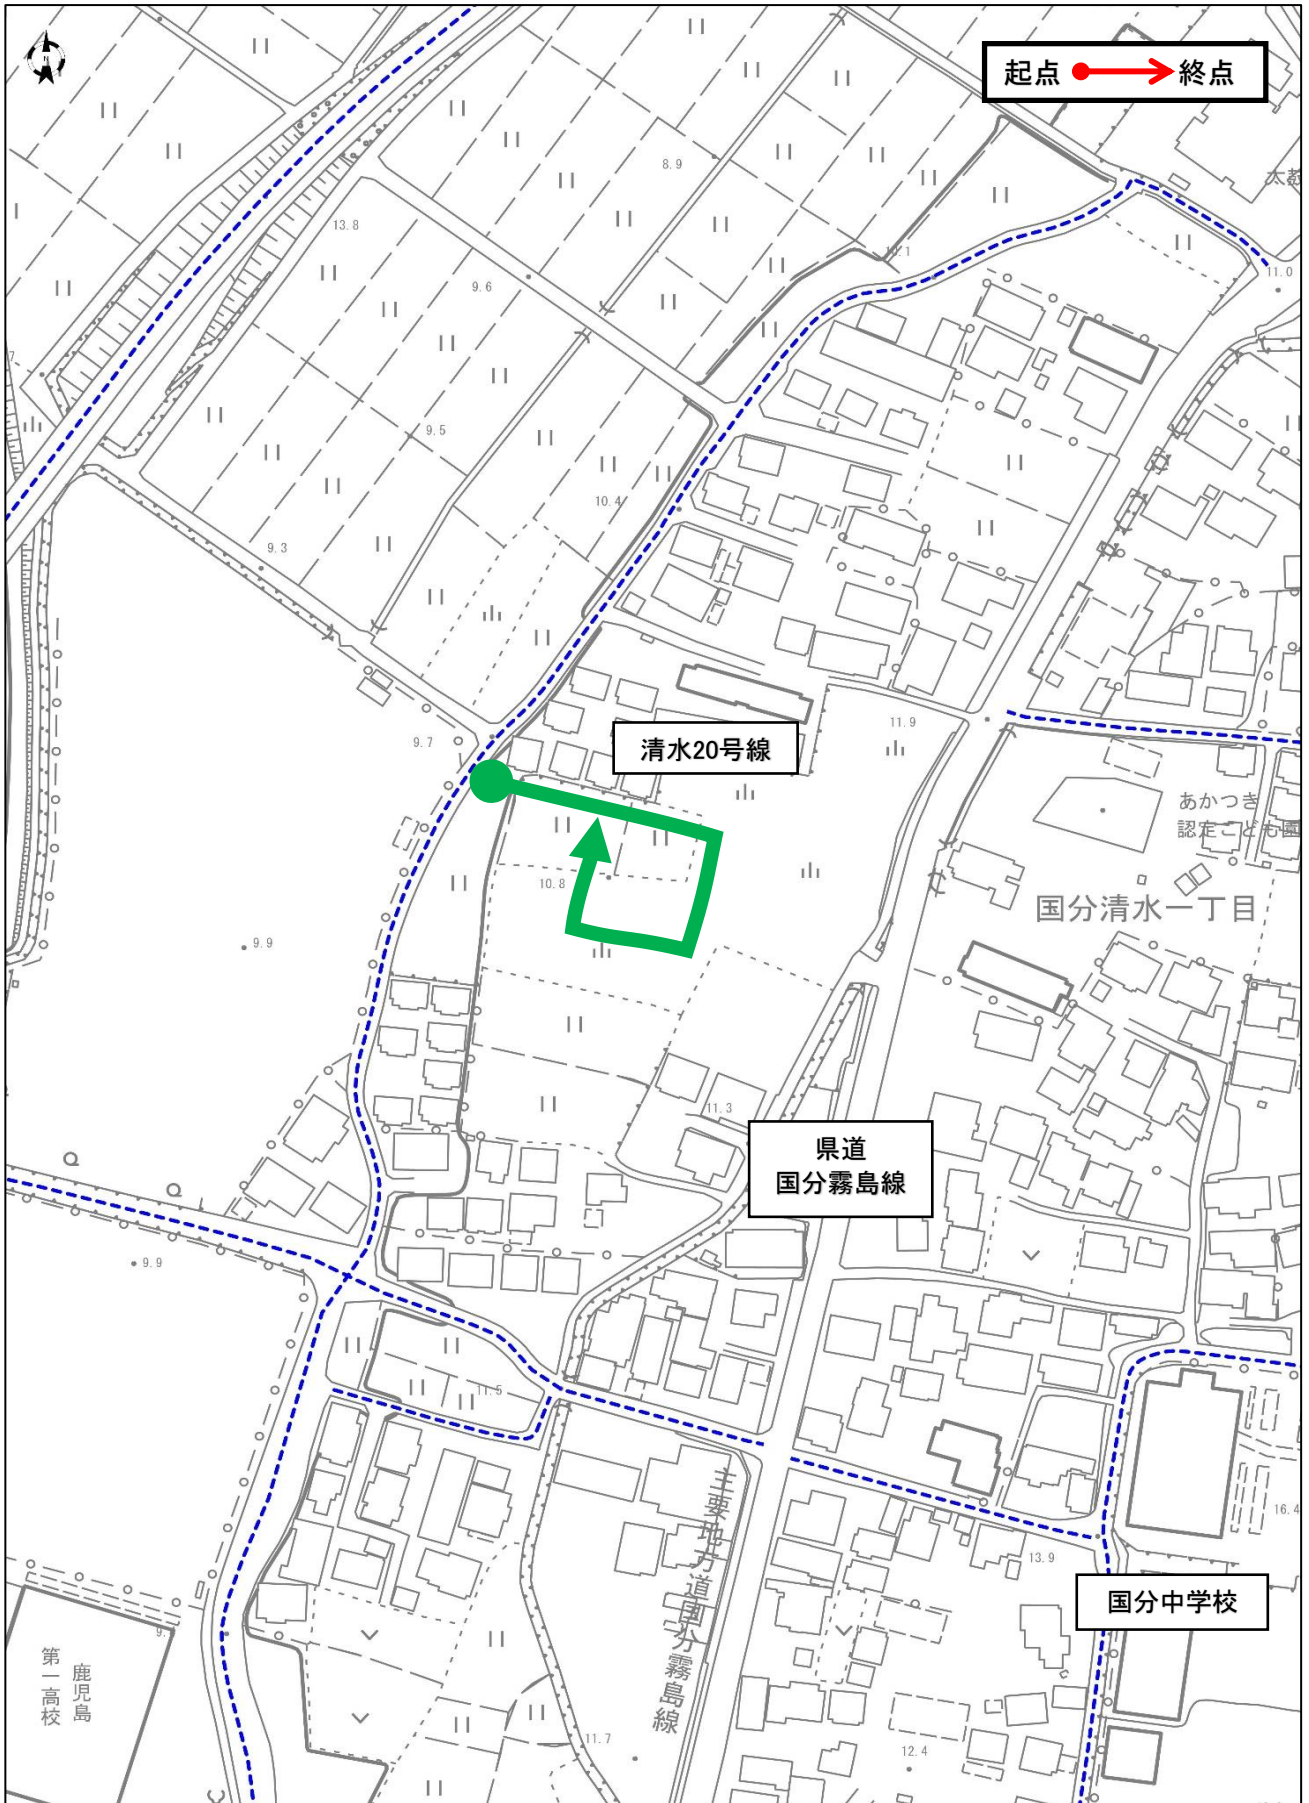 起点 終点
太鼓
8.9
13.8
10.1
11.0
9.6
9.5
10.4
9.3
9.7
11.9
清水20号線
あかつき
認定こども園
10.8
国分清水一丁目
9.9
11.3
県道
国分霧島線
9.9
11.5
主要地方道国分霧島線
16.4
13.9
国分中学校
鹿児島
第一高校
11.7
12.4